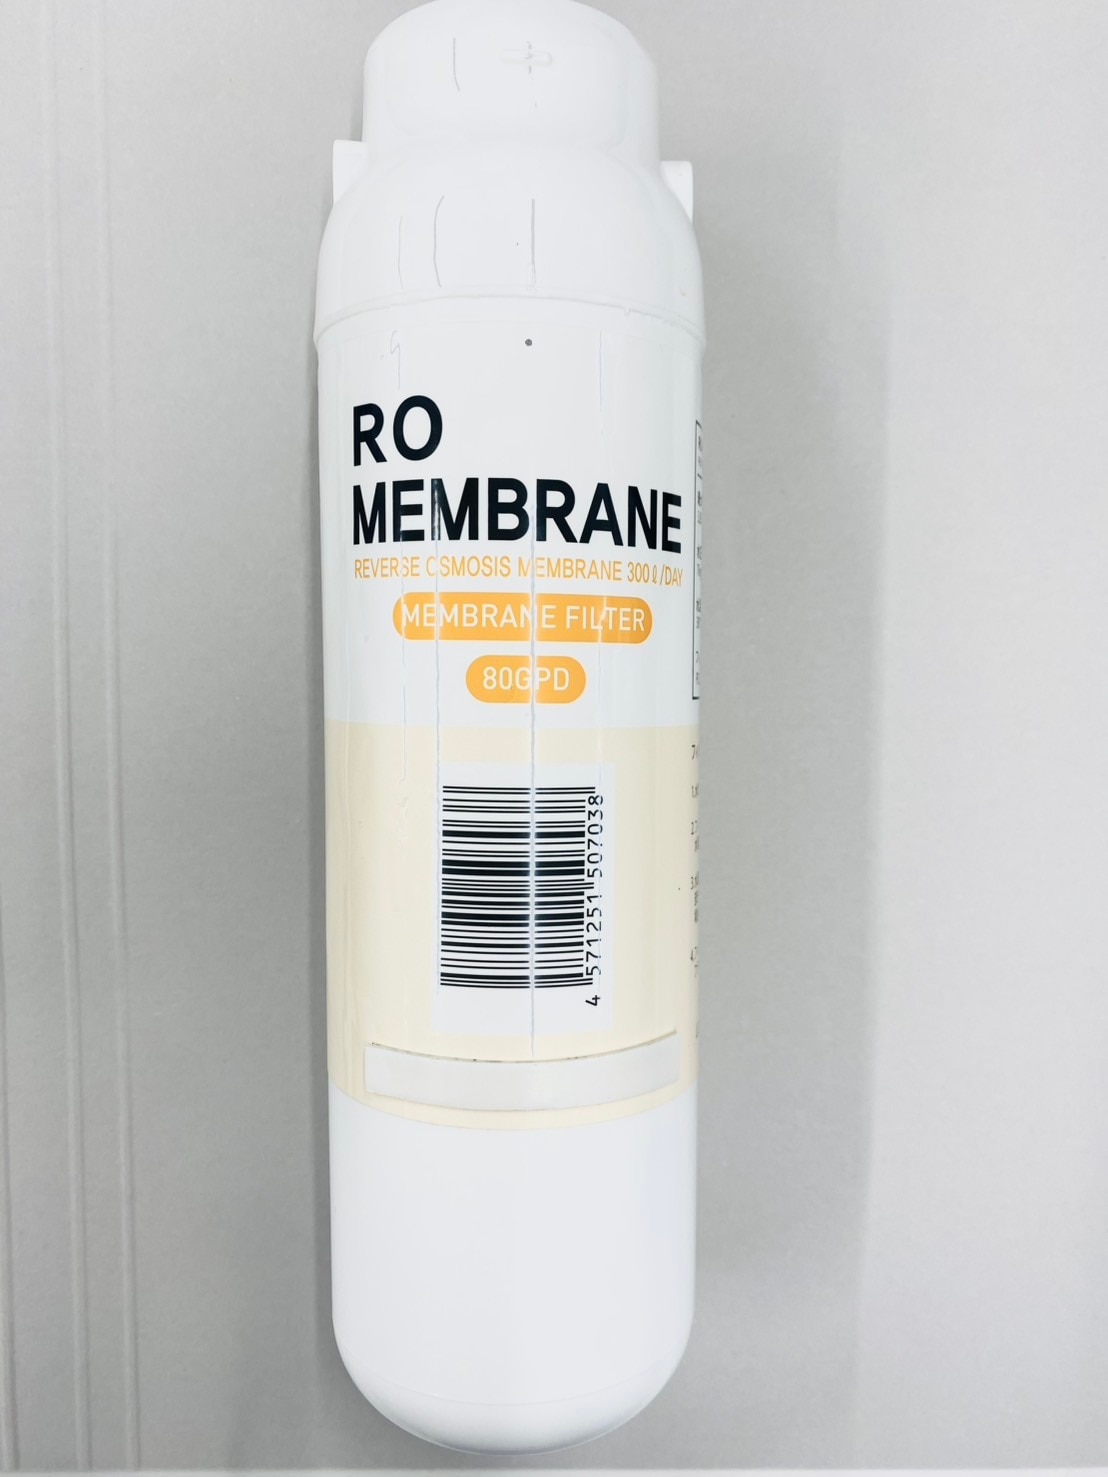 RO
MEMBRANE
REVERSE OSMOSIS MEMBRANE 300ℓ/DAY
MEMBRANE FILTER
80GPD
4 571251 507038